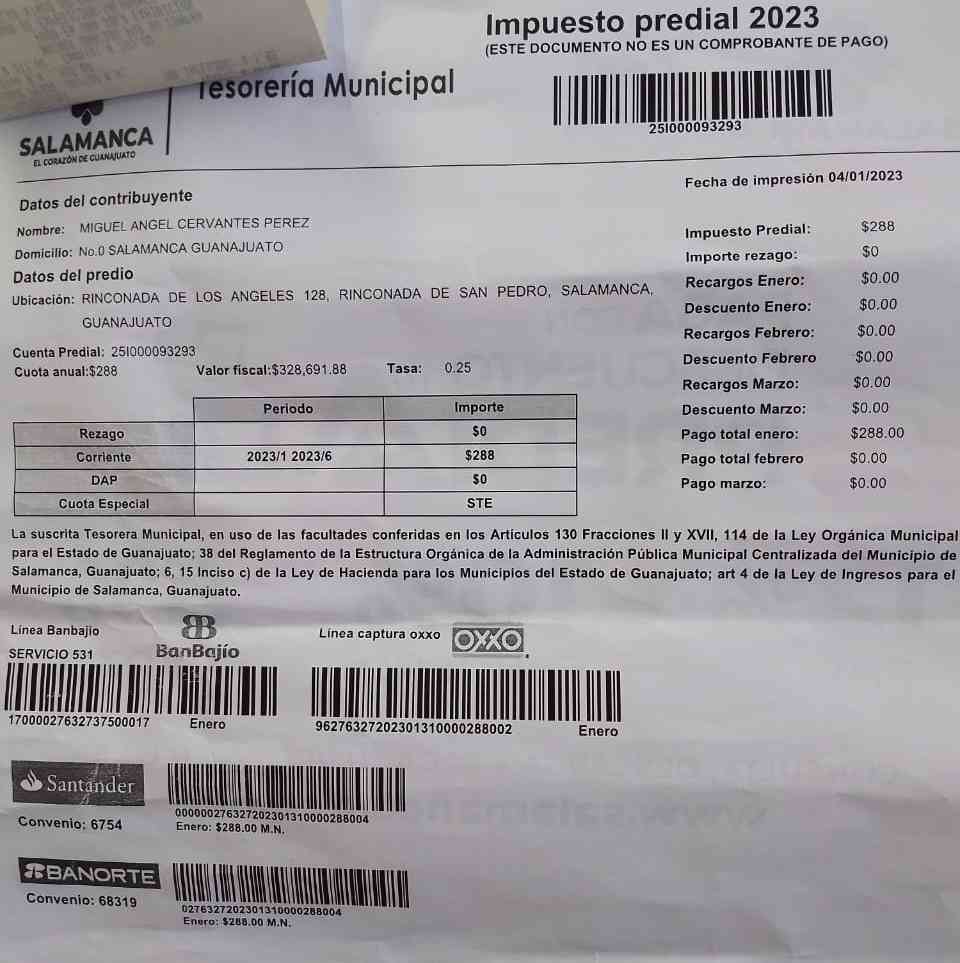 Impuesto predial 2023
(ESTE DOCUMENTO NO ES UN COMPROBANTE DE PAGO)
Tesorería Municipal
25I000093293
SALAMANCA
EL CORAZÓN DE GUANAJUATO
Fecha de impresión 04/01/2023
Datos del contribuyente
Nombre: MIGUEL ANGEL CERVANTES PEREZ
Domicilio: No.0 SALAMANCA GUANAJUATO
Datos del predio
Ubicación: RINCONADA DE LOS ANGELES 128, RINCONADA DE SAN PEDRO, SALAMANCA,
GUANAJUATO
Cuenta Predial: 25I000093293
Cuota anual:$288 Valor fiscal:$328,691.88 Tasa: 0.25
Impuesto Predial: $288
Importe rezago: $0
Recargos Enero: $0.00
Descuento Enero: $0.00
Recargos Febrero: $0.00
Descuento Febrero $0.00
Recargos Marzo: $0.00
Descuento Marzo: $0.00
Pago total enero: $288.00
Pago total febrero $0.00
Pago marzo: $0.00
Periodo Importe
Rezago $0
Corriente 2023/1 2023/6 $288
DAP $0
Cuota Especial STE
La suscrita Tesorera Municipal, en uso de las facultades conferidas en los Articulos 130 Fracciones II y XVII, 114 de la Ley Orgánica Municipal
para el Estado de Guanajuato; 38 del Reglamento de la Estructura Orgánica de la Administración Pública Municipal Centralizada del Municipio de
Salamanca, Guanajuato; 6, 15 Inciso c) de la Ley de Hacienda para los Municipios del Estado de Guanajuato; art 4 de la Ley de Ingresos para el
Municipio de Salamanca, Guanajuato.
Línea Banbajio
SERVICIO 531
BanBajío
17000027632737500017 Enero
Línea captura oxxo
OXXO
96276327202301310000288002
Enero
Santander
Convenio: 6754
00000027632720230131000028 8004
Enero: $288.00 M.N.
BANORTE
Convenio: 68319
0276327202301310000288004
Enero: $288.00 M.N.